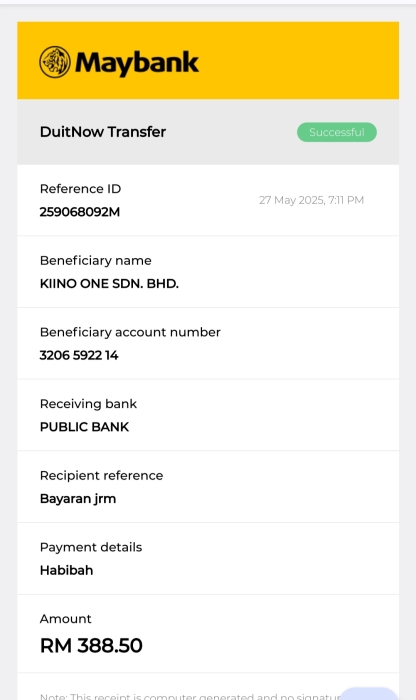 Maybank
DuitNow Transfer
Successful
Reference ID
27 May 2025, 7:11 PM
259068092M
Beneficiary name
KIINO ONE SDN. BHD.
Beneficiary account number
3206 5922 14
Receiving bank
PUBLIC BANK
Recipient reference
Bayaran jrm
Payment details
Habibah
Amount
RM 388.50
Note: This receipt is computer generated and no